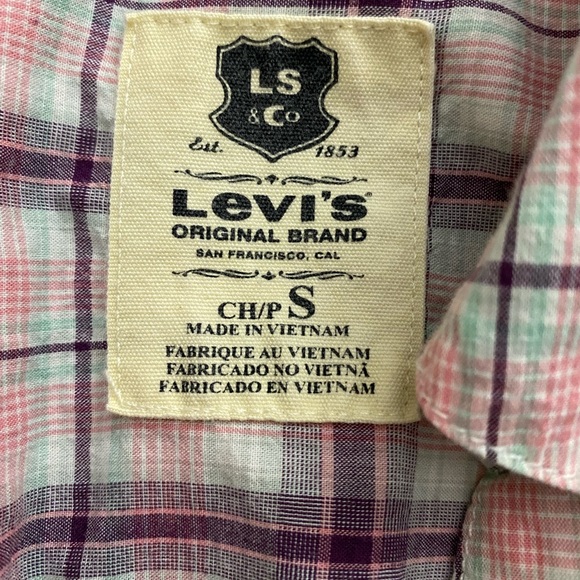 LS
& Co
Est. 1853
Levi's
ORIGINAL BRAND
SAN FRANCISCO, CAL
CH/P S
MADE IN VIETNAM
FABRIQUE AU VIETNAM
FABRICADO NO VIETNÃ
FABRICADO EN VIETNAM